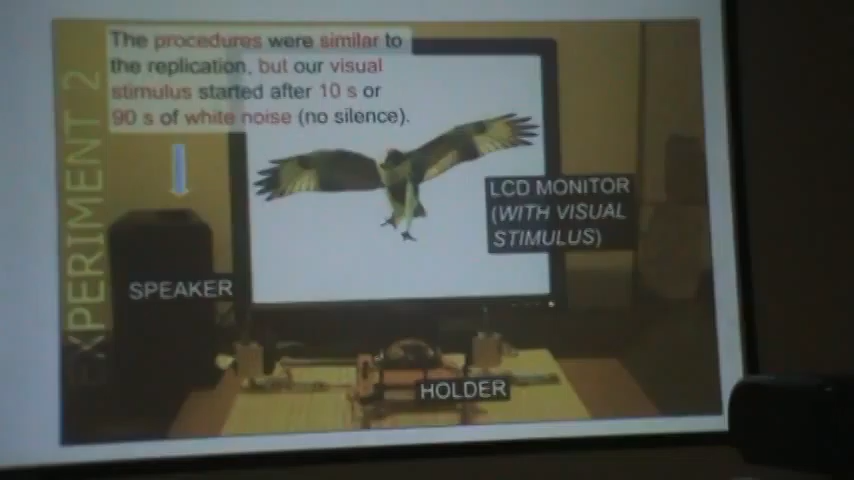 The procedures were similar to
the replication, but our visual
stimulus started after 10 s or
90 s of white noise (no silence).
EXPERIMENT 2
LCD MONITOR
(WITH VISUAL
STIMULUS)
SPEAKER
HOLDER